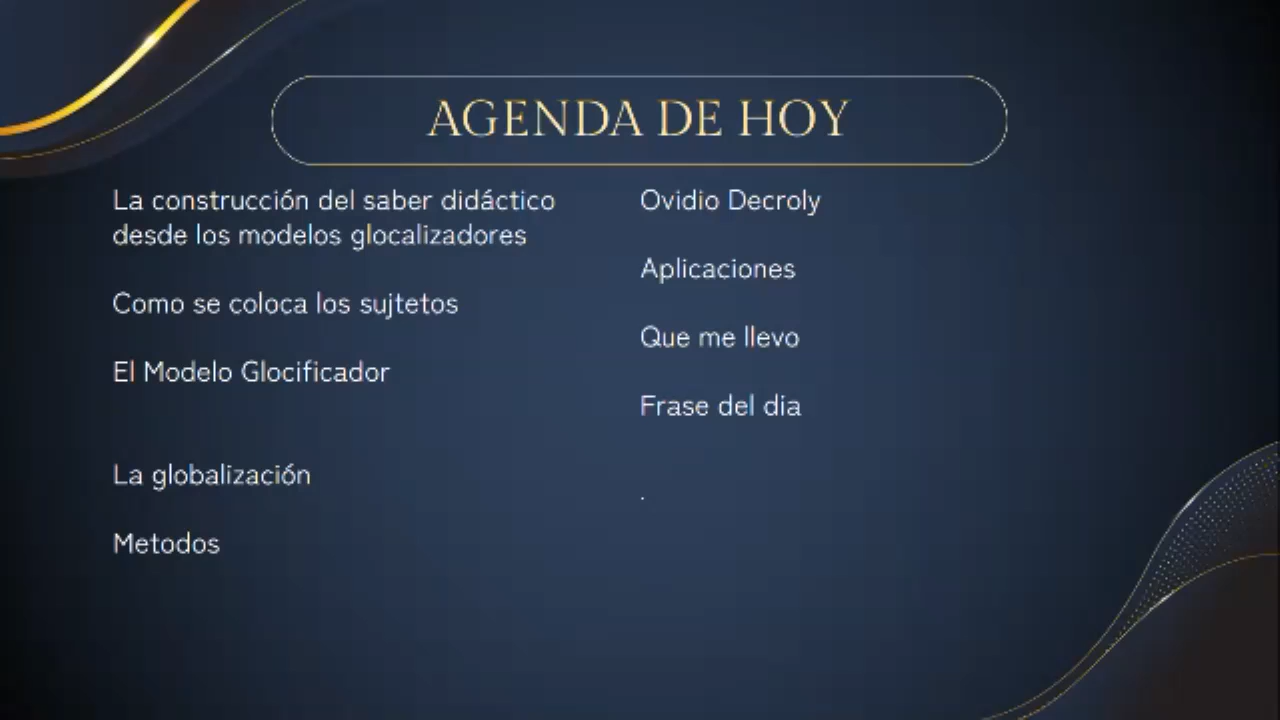 AGENDA DE HOY
La construcción del saber didáctico
desde los modelos glocalizadores
Como se coloca los sujtetos
El Modelo Glocificador
La globalización
Metodos
Ovidio Decroly
Aplicaciones
Que me llevo
Frase del dia
.